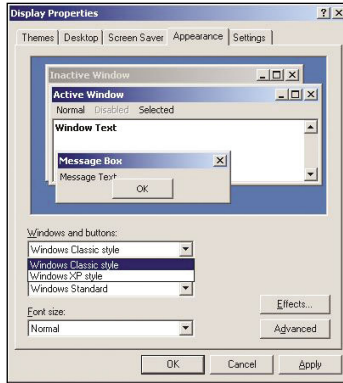 Display Properties
Themes Desktop Screen Saver Appearance Settings
Inactive Window
Active Window
Normal Disabled Selected
Window Text
Message Box
Message Text
OK
Windows and buttons:
Windows Classic style
Windows Classic style
Windows XP style
Windows Standard
Effects...
Font size:
Normal
Advanced
OK Cancel Apply